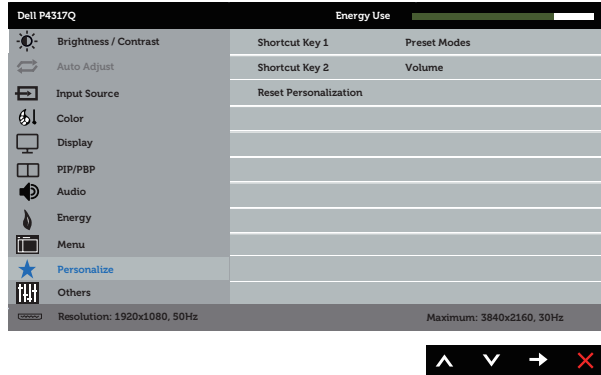 Dell P4317Q Energy Use
Brightness / Contrast Shortcut Key 1 Preset Modes
Auto Adjust Shortcut Key 2 Volume
Input Source Reset Personalization
Color
Display
PIP/PBP
Audio
Energy
Menu
Personalize
Others
Resolution: 1920x1080, 50Hz Maximum: 3840x2160, 30Hz